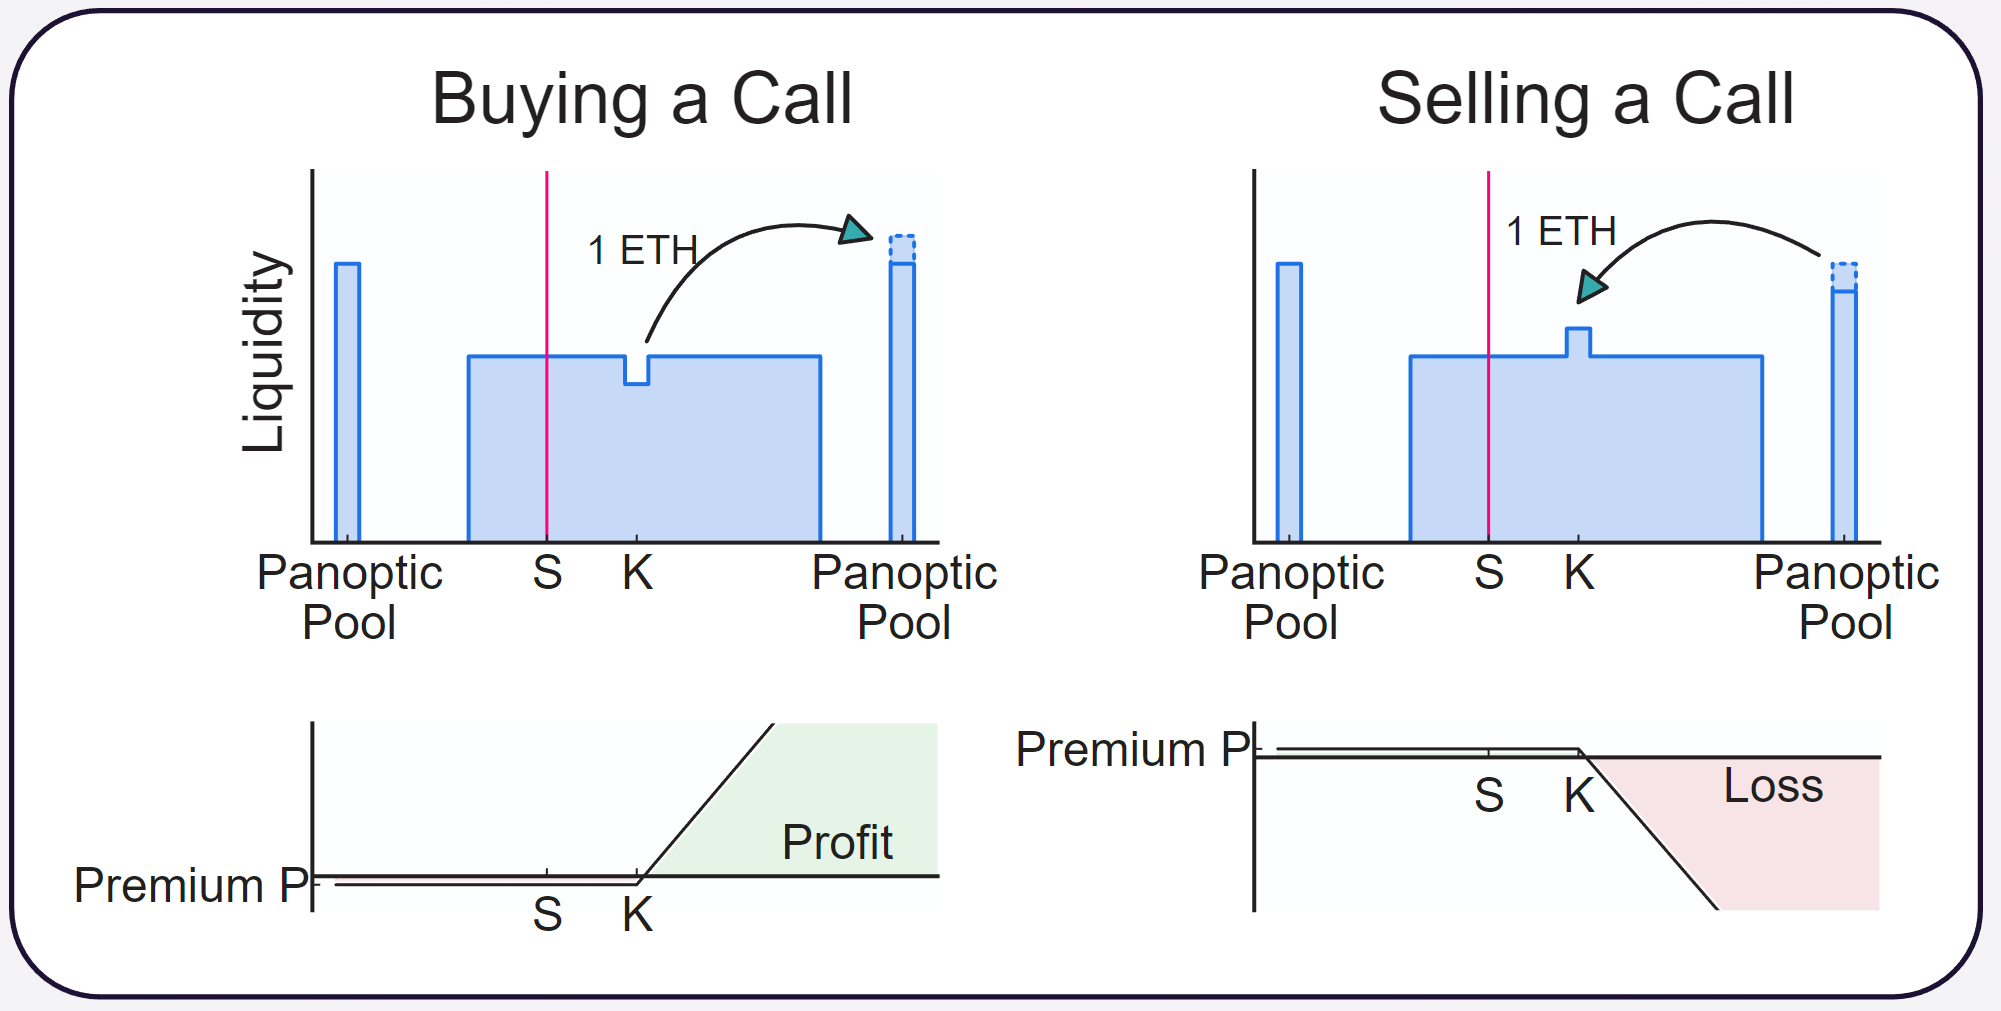 Buying a Call
Liquidity
1 ETH
Panoptic
Pool
S
K
Panoptic
Pool
Premium P
Profit
S
K
Selling a Call
1 ETH
Panoptic
Pool
S
K
Panoptic
Pool
Premium P
S
K
Loss